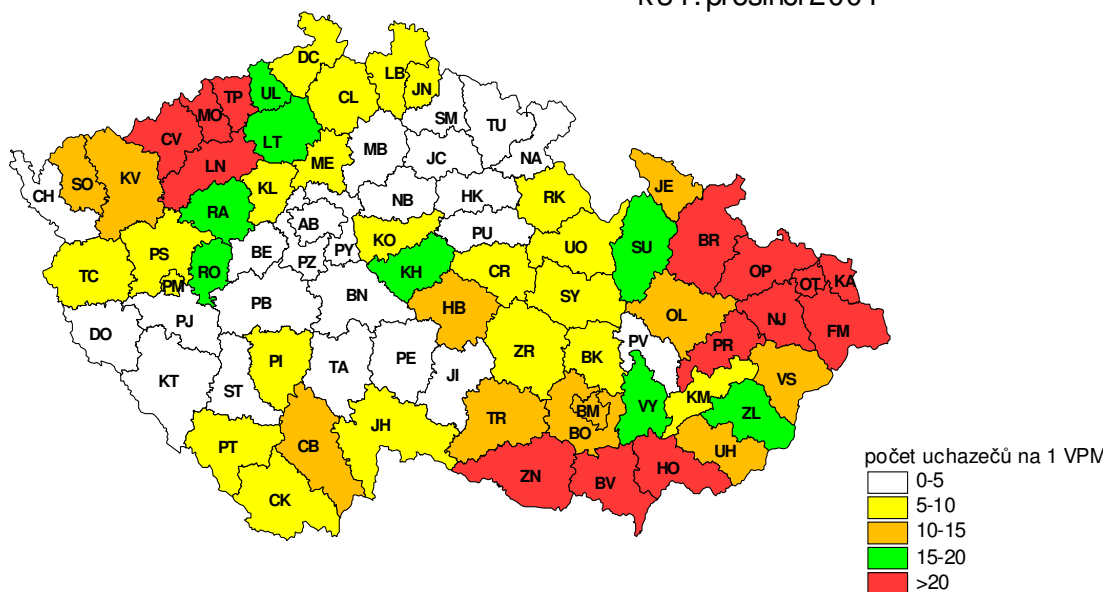 DC
LB
JN
TP
UL
CL
MO
SM
TU
CV
LT
MB
JC
NA
LN
ME
KV
SO
KL
JE
CH
RA
NB
HK
RK
AB
PS
BE
PY
KO
PU
UO
SU
BR
TC
RO
PZ
KH
CR
OP
OT
KA
PM
PB
BN
HB
SY
OL
NJ
FM
DO
PJ
PI
TA
PE
JI
ZR
BK
PV
PR
VS
KT
ST
TR
BM
BO
VY
KM
ZL
PT
CB
JH
UH
CK
ZN
BV
HO
počet uchazečů na 1 VPM
0-5
5-10
10-15
15-20
>20